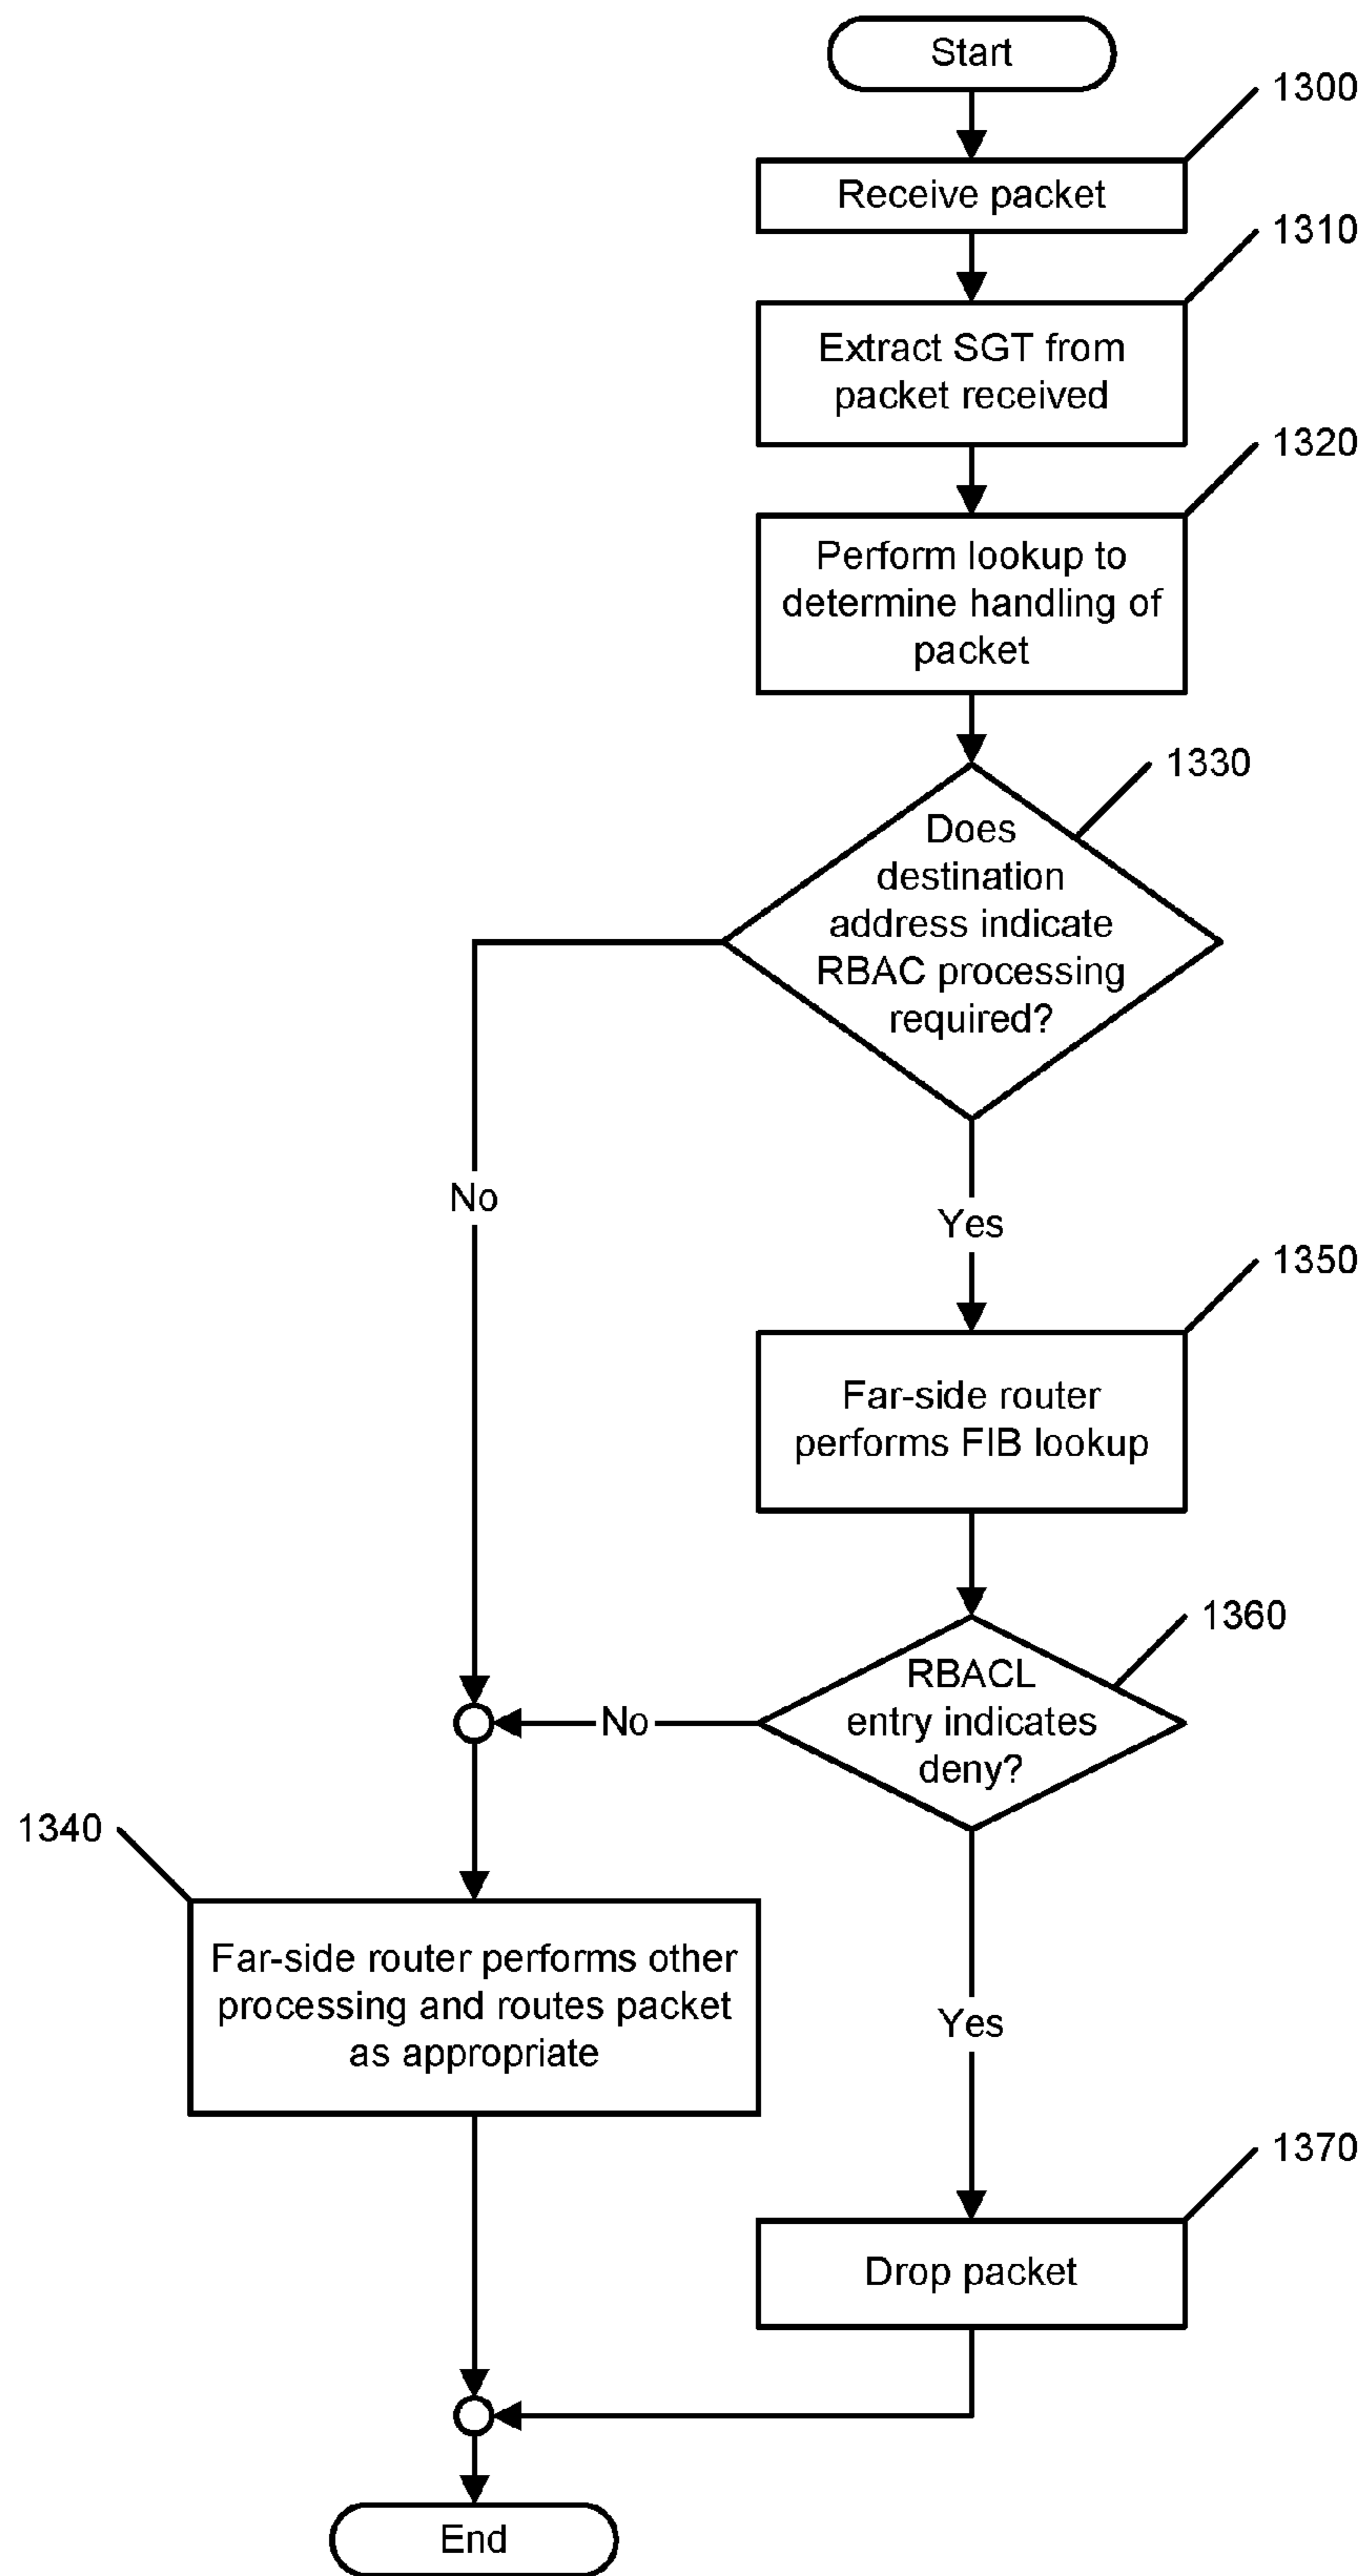 Start
1300
Receive packet
1310
Extract SGT from
packet received
1320
Perform lookup to
determine handling of
packet
1330
Does
destination
address indicate
RBAC processing
required?
No
Yes
1350
Far-side router
performs FIB lookup
1360
RBACL
entry indicates
deny?
No
1340
Far-side router performs other
processing and routes packet
as appropriate
Yes
1370
Drop packet
End